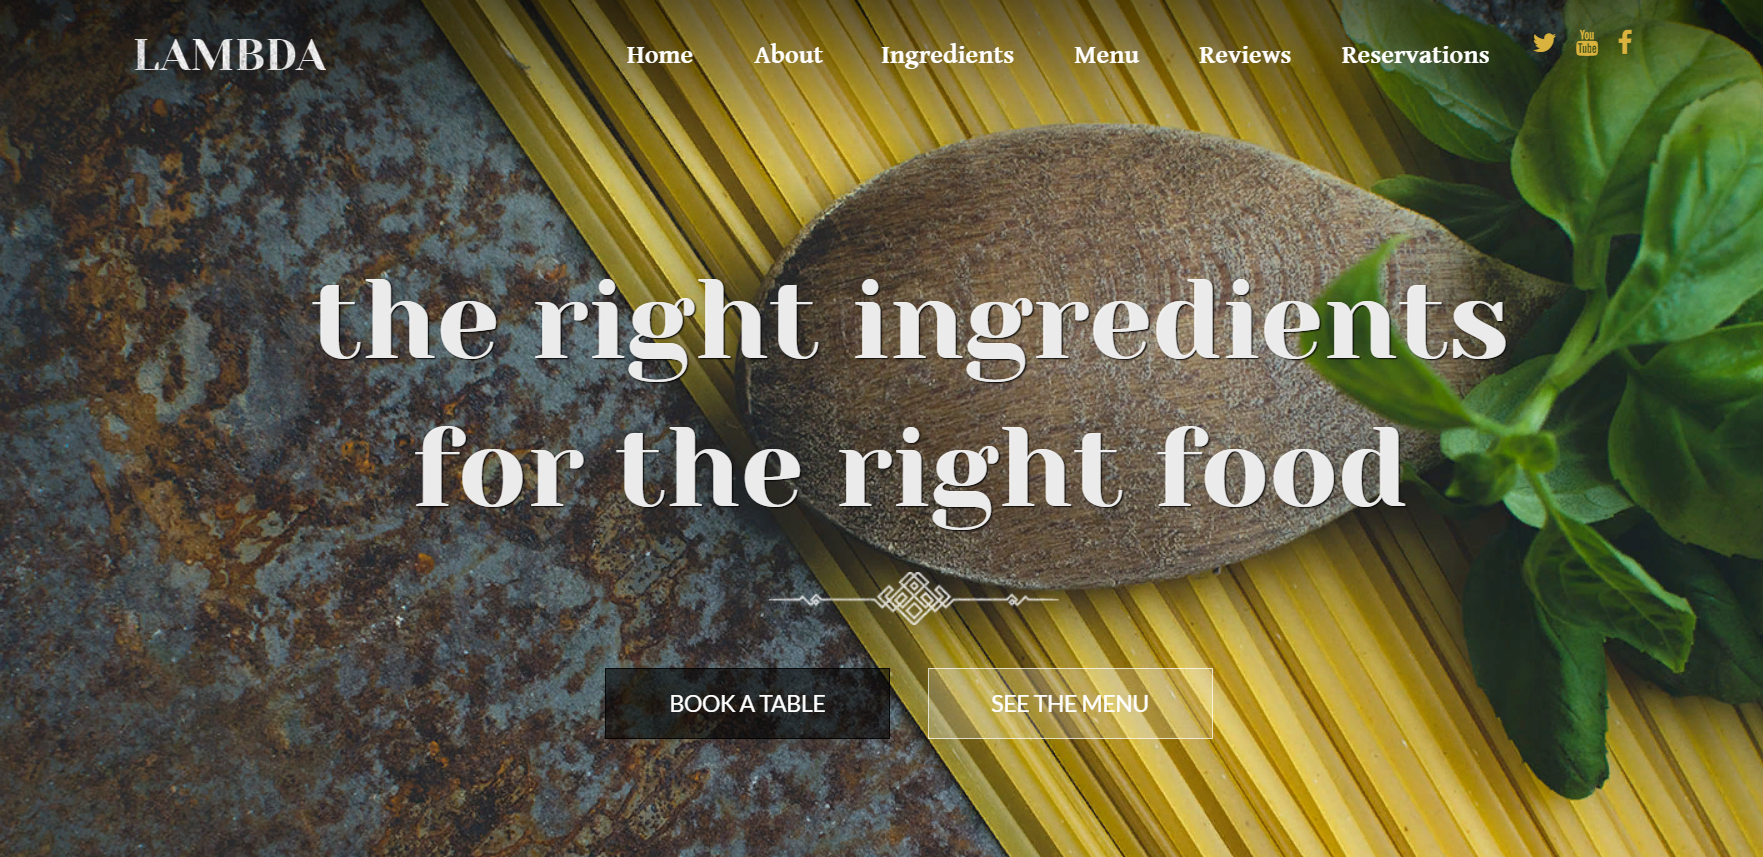 LAMBDA
Home About Ingredients Menu Reviews Reservations
You
Tube
the right ingredients
for the right food
BOOK A TABLE SEE THE MENU